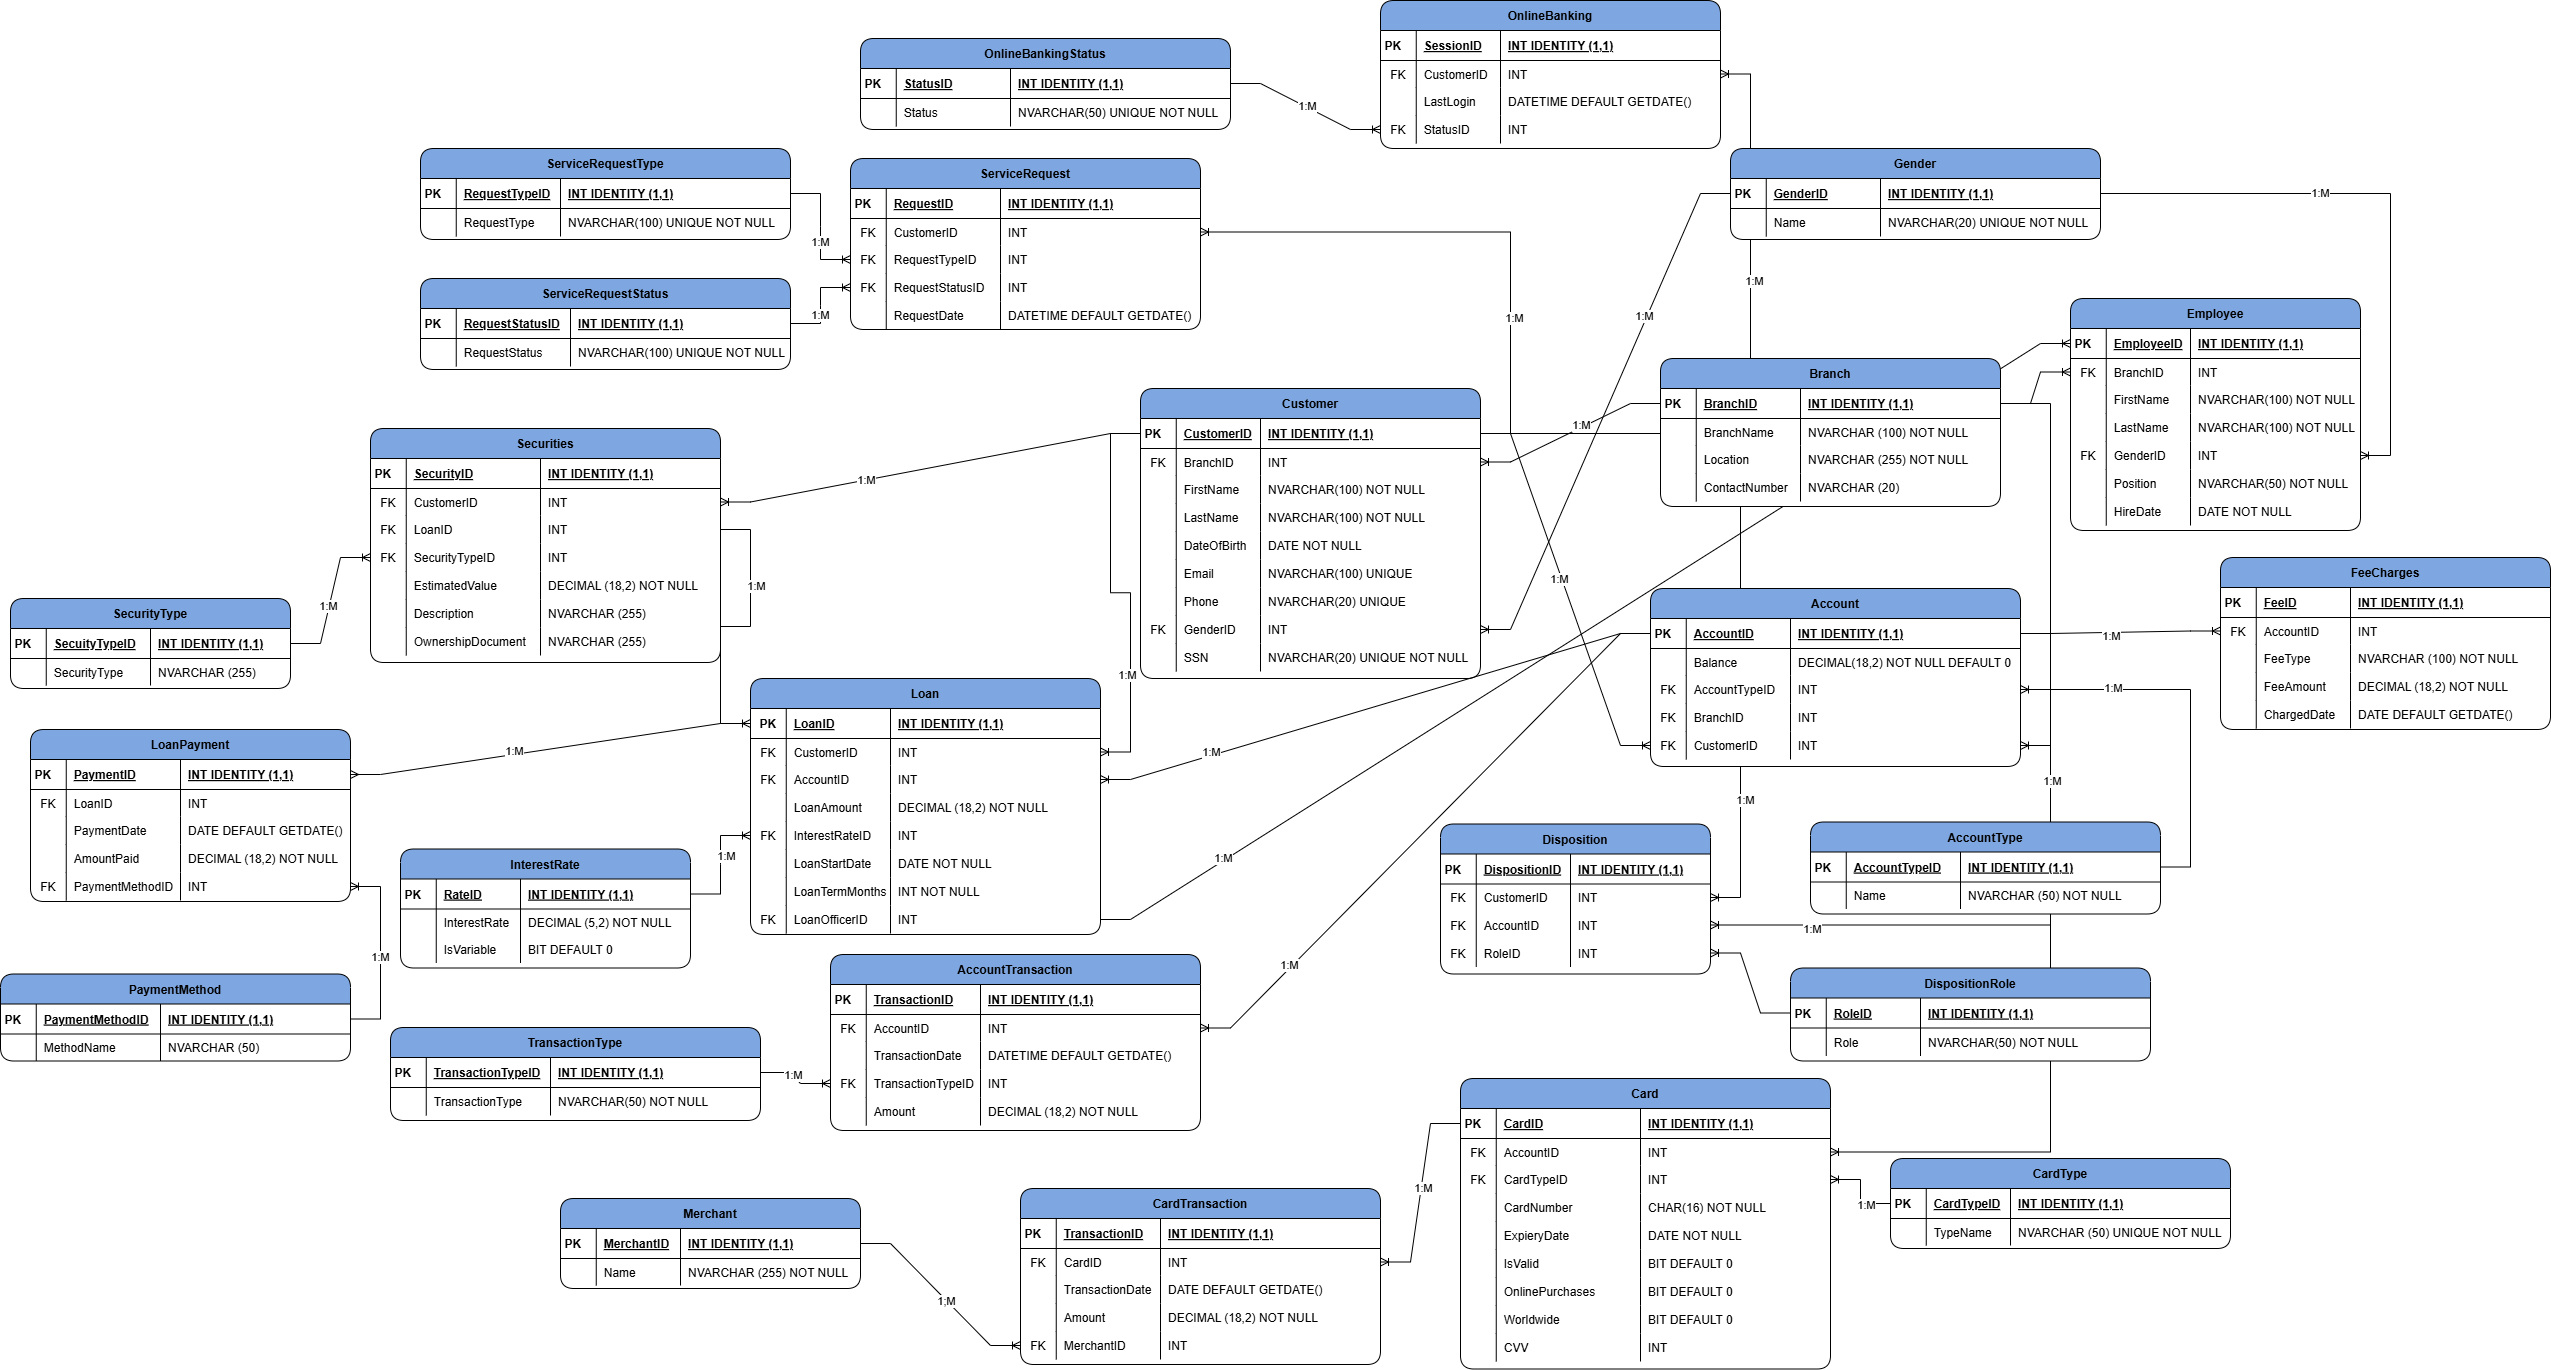 OnlineBanking
PK SessionID INT IDENTITY (1,1)
FK CustomerID INT
LastLogin DATETIME DEFAULT GETDATE()
FK StatusID INT
OnlineBankingStatus
PK StatusID INT IDENTITY (1,1)
Status NVARCHAR(50) UNIQUE NOT NULL
1:M
ServiceRequestType
PK RequestTypeID INT IDENTITY (1,1)
RequestType NVARCHAR(100) UNIQUE NOT NULL
1:M
ServiceRequest
PK RequestID INT IDENTITY (1,1)
FK CustomerID INT
FK RequestTypeID INT
FK RequestStatusID INT
RequestDate DATETIME DEFAULT GETDATE()
Gender
PK GenderID INT IDENTITY (1,1)
Name NVARCHAR(20) UNIQUE NOT NULL
1:M
1:M
ServiceRequestStatus
PK RequestStatusID INT IDENTITY (1,1)
RequestStatus NVARCHAR(100) UNIQUE NOT NULL
1:M
1:M
1:M
Employee
PK EmployeeID INT IDENTITY (1,1)
FK BranchID INT
FirstName NVARCHAR(100) NOT NULL
LastName NVARCHAR(100) NOT NULL
FK GenderID INT
Position NVARCHAR(50) NOT NULL
HireDate DATE NOT NULL
Branch
PK BranchID INT IDENTITY (1,1)
BranchName NVARCHAR (100) NOT NULL
Location NVARCHAR (255) NOT NULL
ContactNumber NVARCHAR (20)
1:M
Customer
PK CustomerID INT IDENTITY (1,1)
FK BranchID INT
FirstName NVARCHAR(100) NOT NULL
LastName NVARCHAR(100) NOT NULL
DateOfBirth DATE NOT NULL
Email NVARCHAR(100) UNIQUE
Phone NVARCHAR(20) UNIQUE
FK GenderID INT
SSN NVARCHAR(20) UNIQUE NOT NULL
1:M
Securities
PK SecurityID INT IDENTITY (1,1)
FK CustomerID INT
FK LoanID INT
FK SecurityTypeID INT
EstimatedValue DECIMAL (18,2) NOT NULL
Description NVARCHAR (255)
OwnershipDocument NVARCHAR (255)
1:M
1:M
1:M
SecurityType
PK SecuityTypeID INT IDENTITY (1,1)
SecurityType NVARCHAR (255)
FeeCharges
PK FeeID INT IDENTITY (1,1)
FK AccountID INT
FeeType NVARCHAR (100) NOT NULL
FeeAmount DECIMAL (18,2) NOT NULL
ChargedDate DATE DEFAULT GETDATE()
1:M
Account
PK AccountID INT IDENTITY (1,1)
Balance DECIMAL(18,2) NOT NULL DEFAULT 0
FK AccountTypeID INT
FK BranchID INT
FK CustomerID INT
1:M
1:M
1:M
1:M
Loan
PK LoanID INT IDENTITY (1,1)
FK CustomerID INT
FK AccountID INT
LoanAmount DECIMAL (18,2) NOT NULL
FK InterestRateID INT
LoanStartDate DATE NOT NULL
LoanTermMonths INT NOT NULL
FK LoanOfficerID INT
1:M
1:M
LoanPayment
PK PaymentID INT IDENTITY (1,1)
FK LoanID INT
PaymentDate DATE DEFAULT GETDATE()
AmountPaid DECIMAL (18,2) NOT NULL
FK PaymentMethodID INT
1:M
InterestRate
PK RateID INT IDENTITY (1,1)
InterestRate DECIMAL (5,2) NOT NULL
IsVariable BIT DEFAULT 0
1:M
1:M
Disposition
PK DispositionID INT IDENTITY (1,1)
FK CustomerID INT
FK AccountID INT
FK RoleID INT
AccountType
PK AccountTypeID INT IDENTITY (1,1)
Name NVARCHAR (50) NOT NULL
1:M
1:M
PaymentMethod
PK PaymentMethodID INT IDENTITY (1,1)
MethodName NVARCHAR (50)
1:M
AccountTransaction
PK TransactionID INT IDENTITY (1,1)
FK AccountID INT
TransactionDate DATETIME DEFAULT GETDATE()
FK TransactionTypeID INT
Amount DECIMAL (18,2) NOT NULL
DispositionRole
PK RoleID INT IDENTITY (1,1)
Role NVARCHAR(50) NOT NULL
TransactionType
PK TransactionTypeID INT IDENTITY (1,1)
TransactionType NVARCHAR(50) NOT NULL
1:M
Card
PK CardID INT IDENTITY (1,1)
FK AccountID INT
FK CardTypeID INT
CardNumber CHAR(16) NOT NULL
ExpieryDate DATE NOT NULL
IsValid BIT DEFAULT 0
OnlinePurchases BIT DEFAULT 0
Worldwide BIT DEFAULT 0
CVV INT
1:M
1:M
CardType
PK CardTypeID INT IDENTITY (1,1)
TypeName NVARCHAR (50) UNIQUE NOT NULL
Merchant
PK MerchantID INT IDENTITY (1,1)
Name NVARCHAR (255) NOT NULL
1;M
CardTransaction
PK TransactionID INT IDENTITY (1,1)
FK CardID INT
TransactionDate DATE DEFAULT GETDATE()
Amount DECIMAL (18,2) NOT NULL
FK MerchantID INT